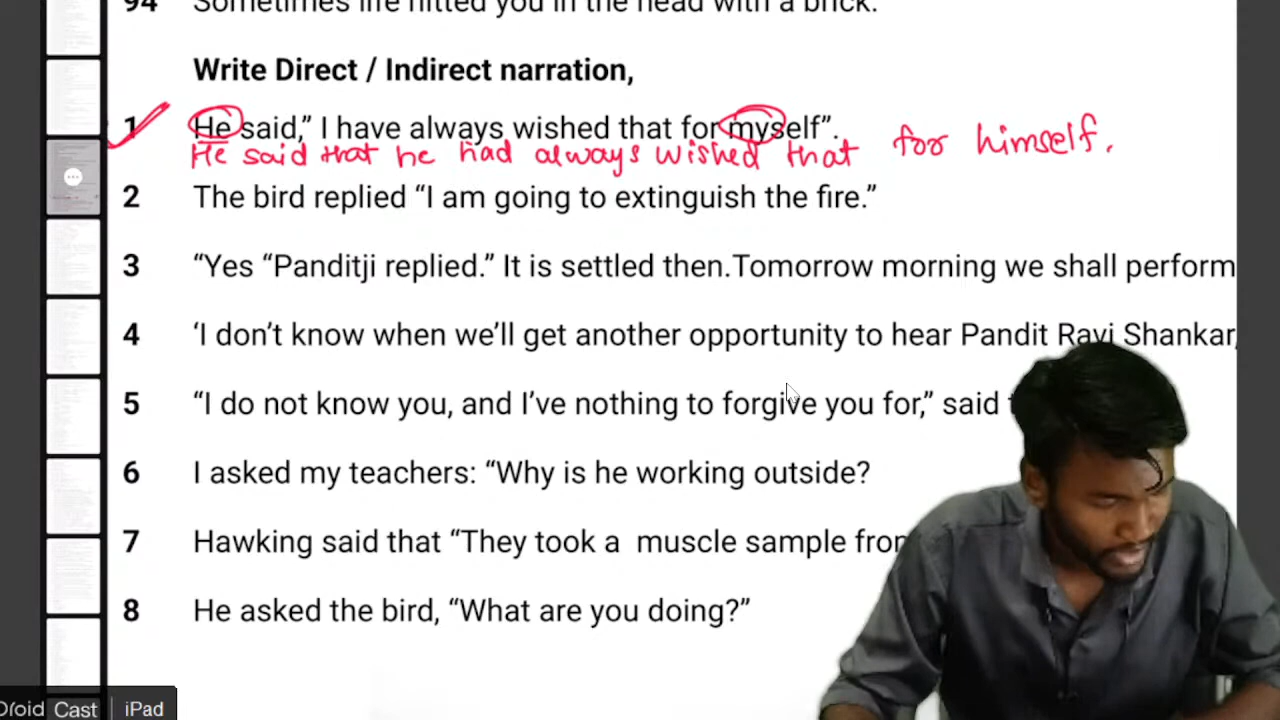 94 Sometimes life hitted you in the head with a brick.
Write Direct / Indirect narration,
1 He said,” I have always wished that for myself”.
He said that he had always wished that for himself.
2 The bird replied “I am going to extinguish the fire.”
3 “Yes “Panditji replied.” It is settled then.Tomorrow morning we shall perform
4 ‘I don’t know when we’ll get another opportunity to hear Pandit Ravi Shankar,
5 “I do not know you, and I’ve nothing to forgive you for,” said
6 I asked my teachers: “Why is he working outside?
7 Hawking said that “They took a muscle sample from
8 He asked the bird, “What are you doing?”
Cast iPad